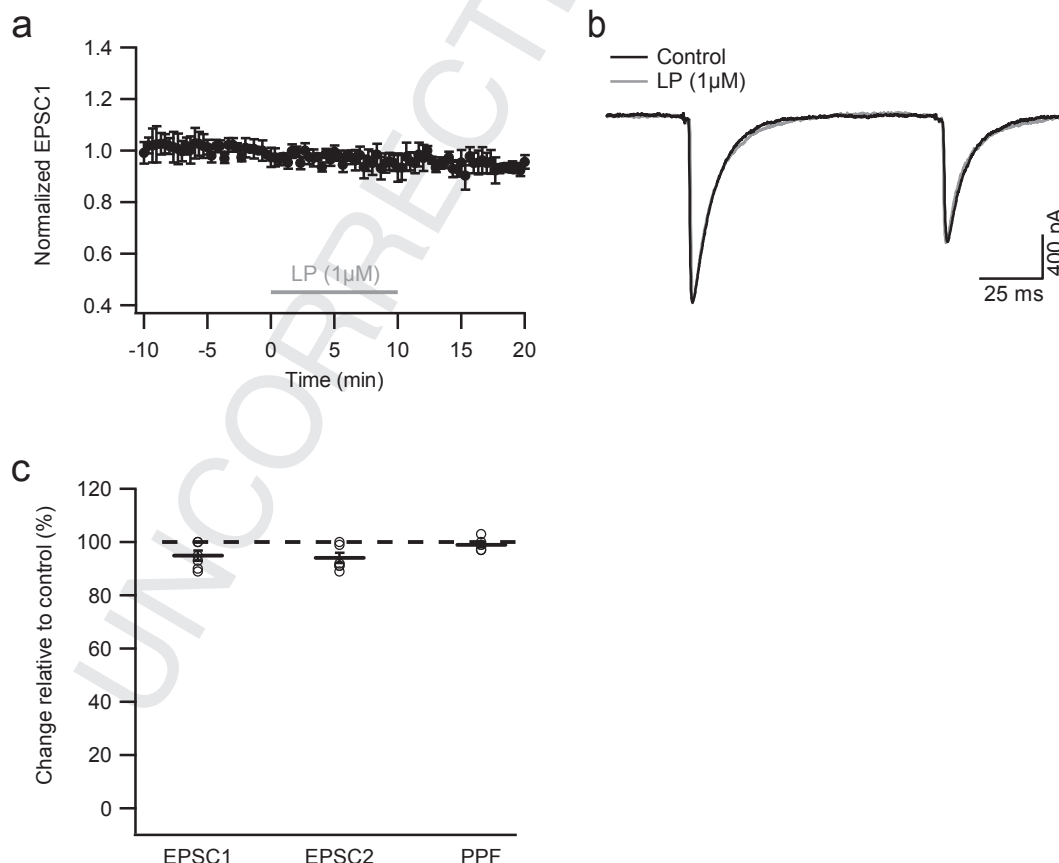 a
1.4
1.2
1.0
0.8
0.6
0.4
Normalized EPSC1
LP (1µM)
-10 -5 0 5 10 15 20
Time (min)
b
Control
LP (1µM)
400 pA
25 ms
c
120
100
80
60
40
20
0
Change relative to control (%)
EPSC1 EPSC2 PPF
UNCORRECT